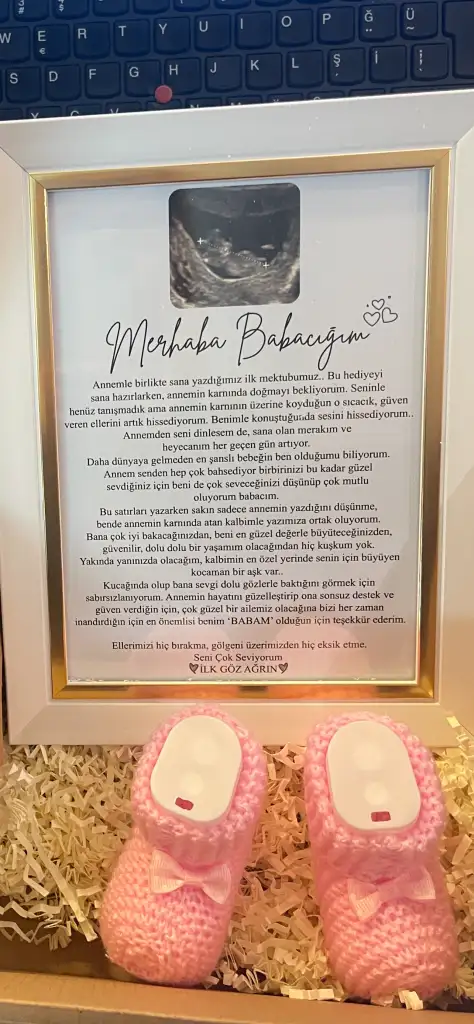 3
#
W E R T Y U I O P Ğ Ü
€ ¨ ~
S D F G H J K L Ş İ ;
Merhaba Babacığım
Annemle birlikte sana yazdığımız ilk mektubumuz.. Bu hediyeyi
sana hazırlarken, annemin karnında doğmayı bekliyorum. Seninle
henüz tanışmadık ama annemin karnının üzerine koyduğun o sıcacık, güven
veren ellerini artık hissediyorum. Benimle konuştuğunda sesini hissediyorum..
Annemden seni dinlesem de, sana olan merakım ve
heyecanım her geçen gün artıyor.
Daha dünyaya gelmeden en şanslı bebeğin ben olduğumu biliyorum.
Annem senden hep çok bahsediyor birbirinizi bu kadar güzel
sevdiğiniz için beni de çok seveceğinizi düşünüp çok mutlu
oluyorum babacım.
Bu satırları yazarken sakın sadece annemin yazdığını düşünme,
bende annemin karnında atan kalbimle yazımıza ortak oluyorum.
Bana çok iyi bakacağınızdan, beni en güzel değerle büyüteceğinizden,
güvenilir, dolu dolu bir yaşamım olacağından hiç kuşkum yok.
Yakında yanınızda olacağım, kalbimin en özel yerinde senin için büyüyen
kocaman bir aşk var..
Kucağında olup bana sevgi dolu gözlerle baktığını görmek için
sabırsızlanıyorum. Annemin hayatını güzelleştirip ona sonsuz destek ve
güven verdiğin için, çok güzel bir ailemiz olacağına bizi her zaman
inandırdığın için en önemlisi benim ‘BABAM’ olduğun için teşekkür ederim.
Ellerimizi hiç bırakma, gölgeni üzerimizden hiç eksik etme.
Seni Çok Seviyorum
İLK GÖZ AĞRIN